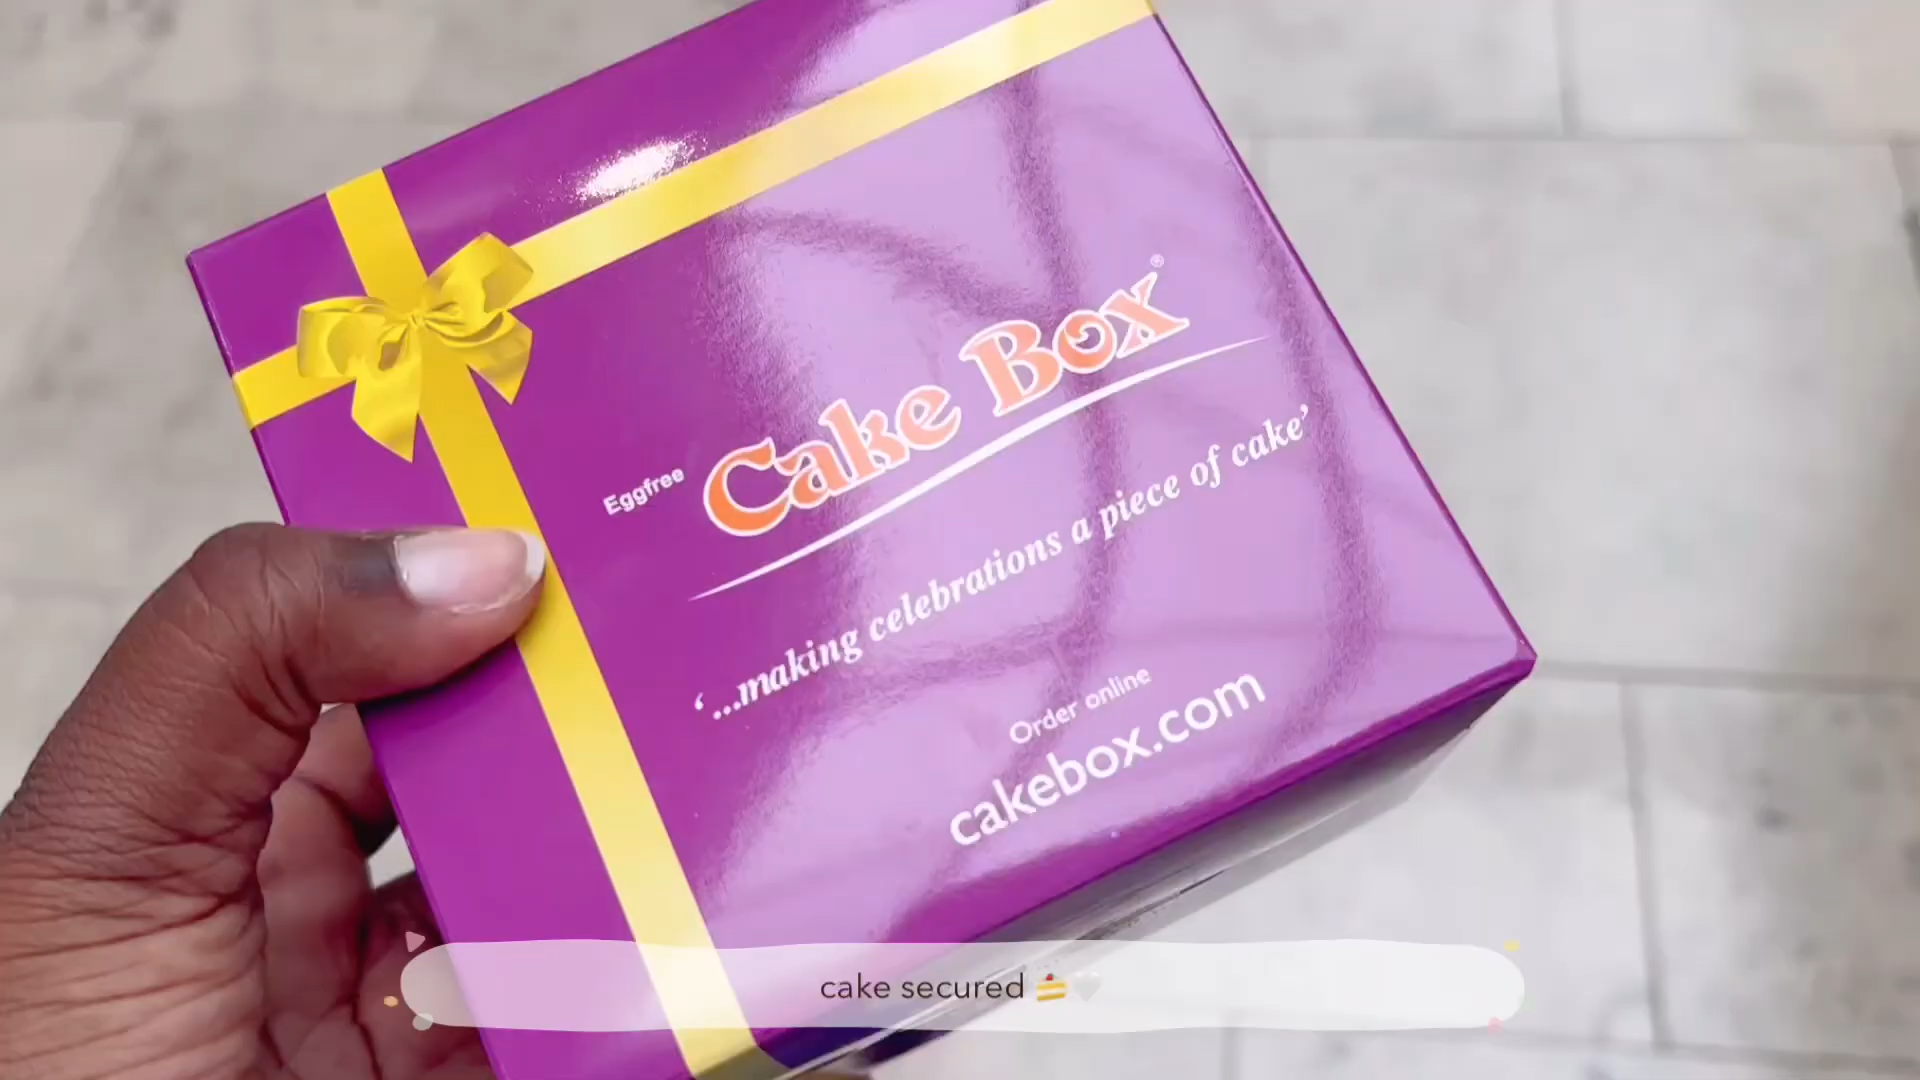 Eggfree
Cake Box®
‘...making celebrations a piece of cake’
Order online
cakebox.com
cake secured 🍰🤍